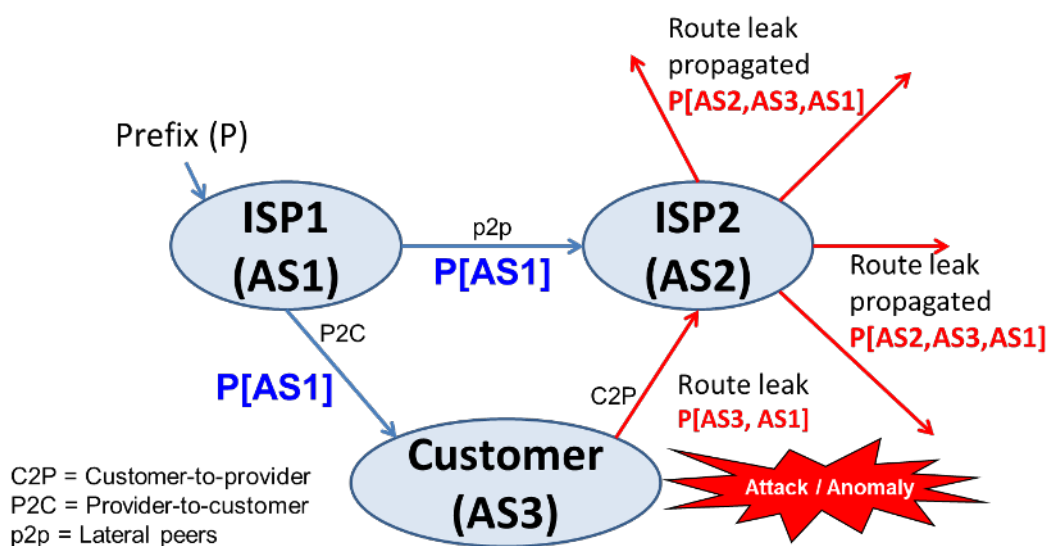 Route leak
propagated
P[AS2,AS3,AS1]
Prefix (P)
ISP1
(AS1)
p2p
P[AS1]
ISP2
(AS2)
Route leak
propagated
P[AS2,AS3,AS1]
P2C
P[AS1]
C2P
Route leak
P[AS3, AS1]
Customer
(AS3)
Attack / Anomaly
C2P = Customer-to-provider
P2C = Provider-to-customer
p2p = Lateral peers